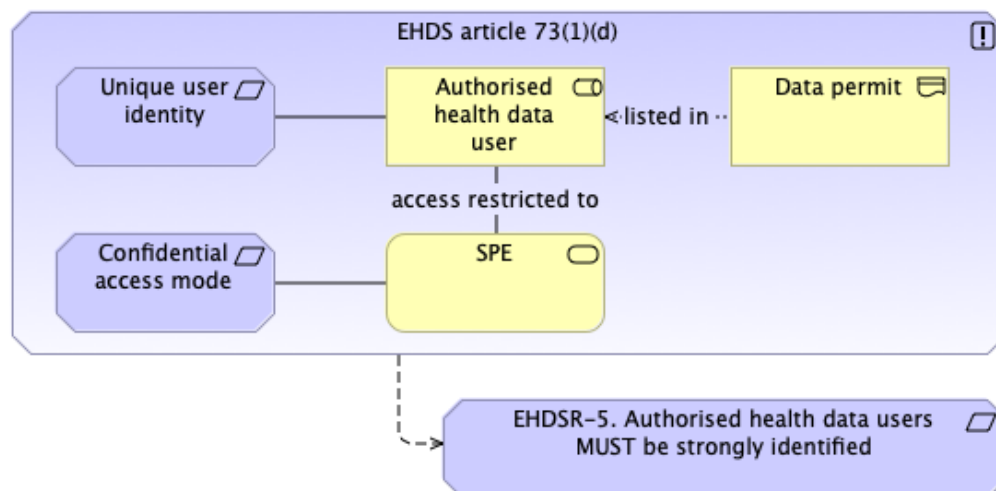 EHDS article 73(1)(d)
Unique user
identity
Authorised
health data
user
listed in
Data permit
access restricted to
Confidential
access mode
SPE
EHDSR-5. Authorised health data users
MUST be strongly identified